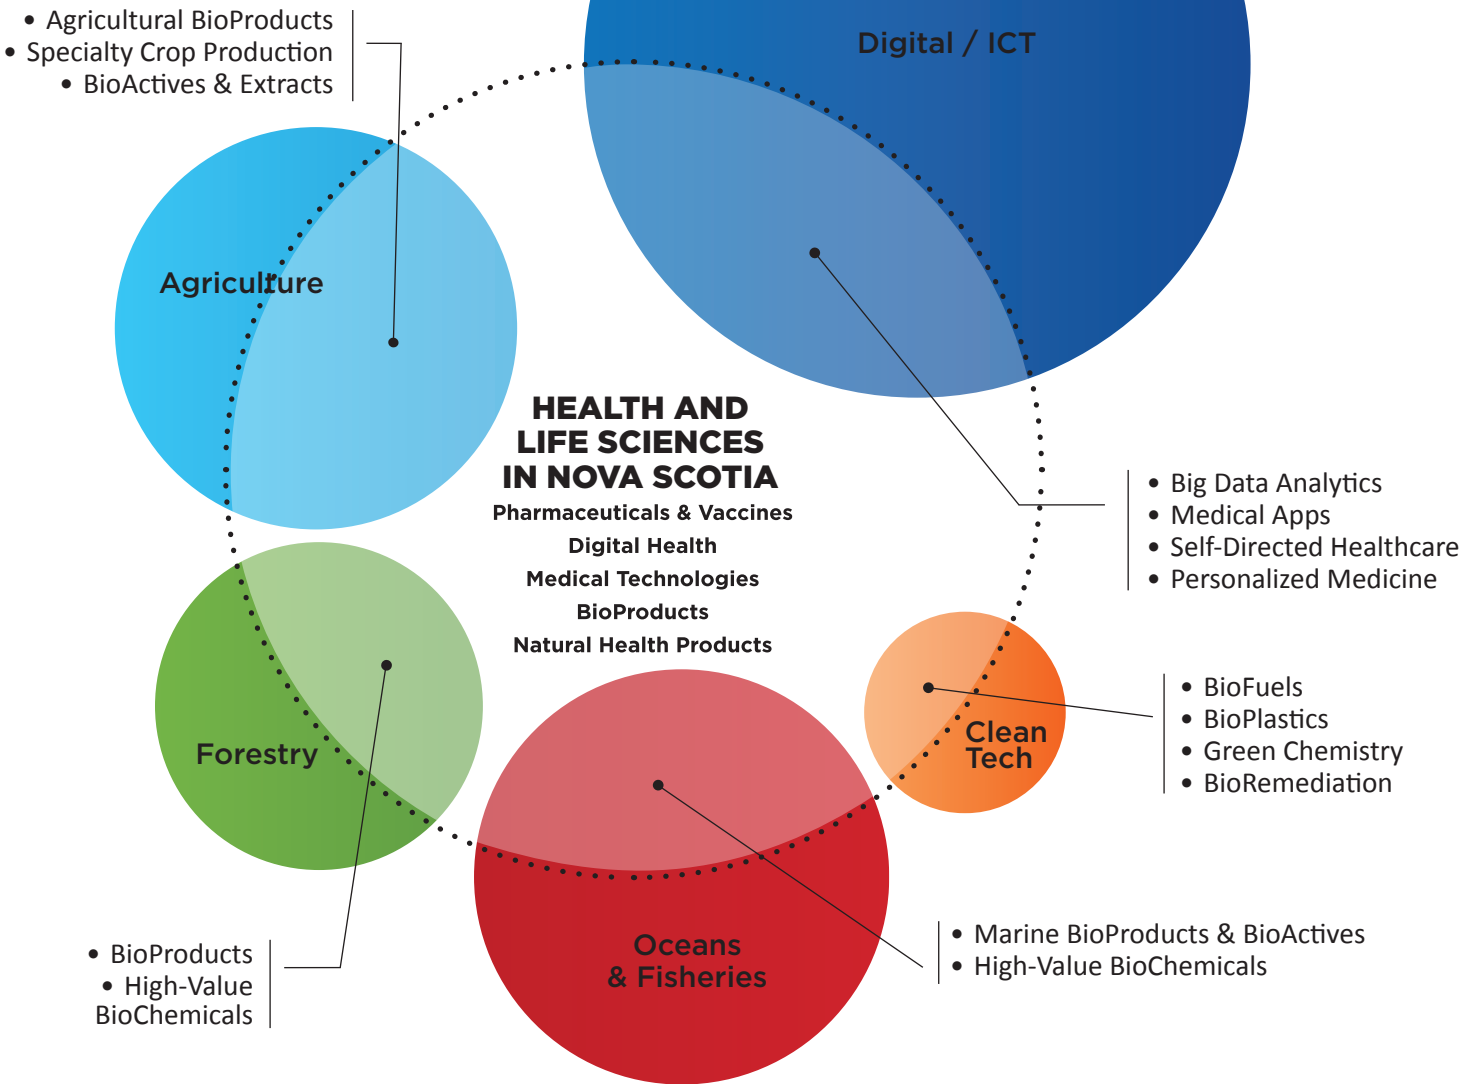 • Agricultural BioProducts
• Specialty Crop Production
• BioActives & Extracts
Digital / ICT
Agriculture
HEALTH AND
LIFE SCIENCES
IN NOVA SCOTIA
Pharmaceuticals & Vaccines
Digital Health
Medical Technologies
BioProducts
Natural Health Products
• Big Data Analytics
• Medical Apps
• Self-Directed Healthcare
• Personalized Medicine
• BioFuels
• BioPlastics
• Green Chemistry
• BioRemediation
Clean
Tech
Forestry
Oceans
& Fisheries
• Marine BioProducts & BioActives
• High-Value BioChemicals
• BioProducts
• High-Value
BioChemicals